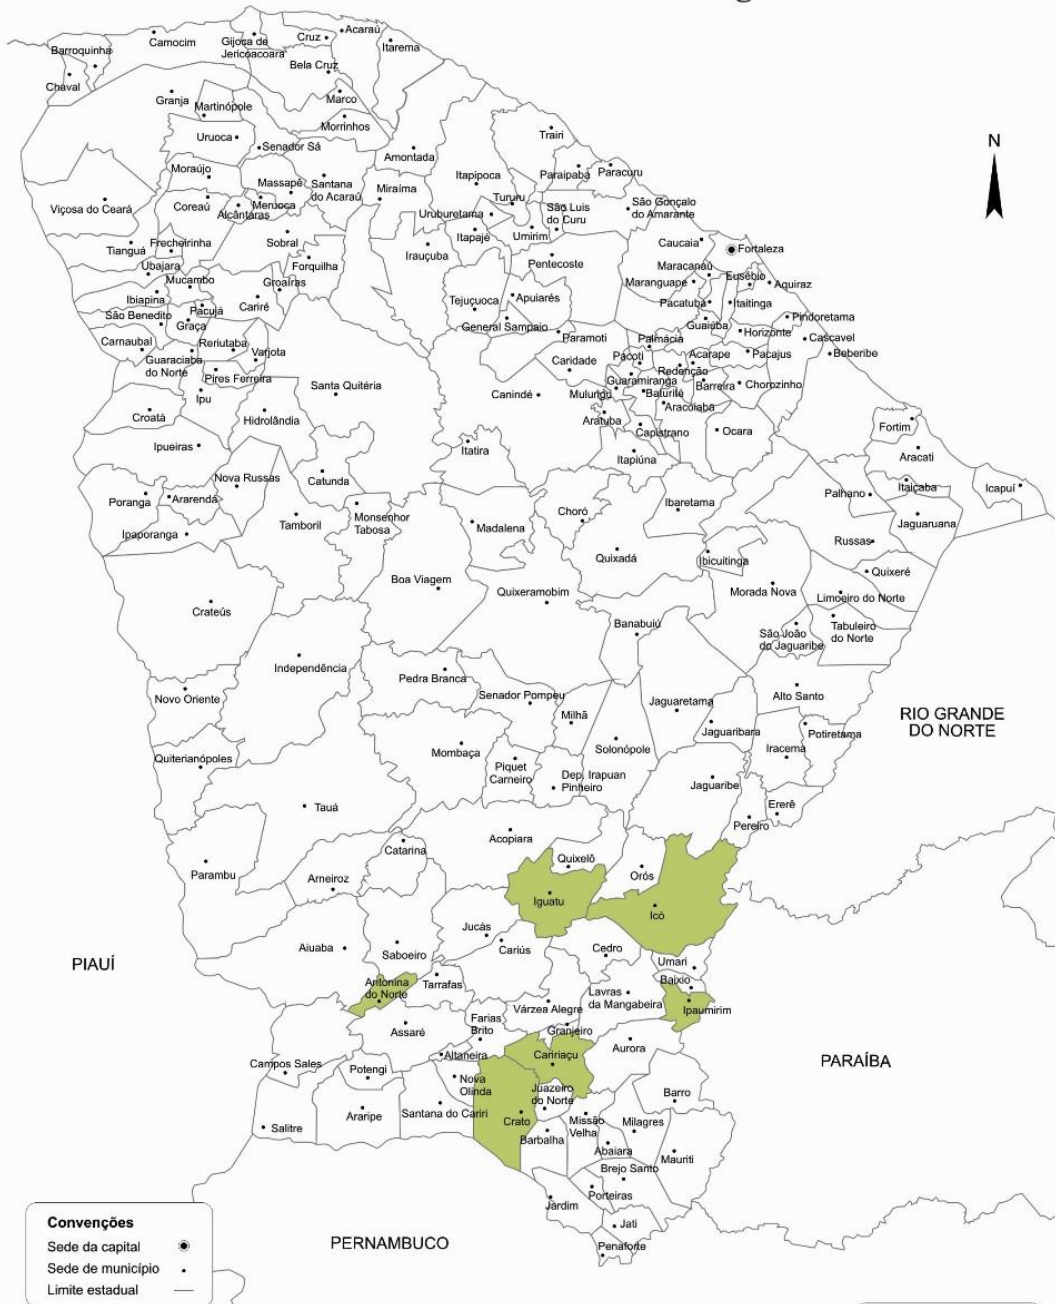 Acaraú
Cruz
Camocim
Gijoca de
Jericoacoara
Itarema
Barroquinha
Bela Cruz
Chaval
Granja
Marco
Martinópole
Morrinhos
Trairi
Uruoca
Senador Sá
Amontada
N
Moraújo
Massapê
Santana
do Acaraú
Miraíma
Itapipoca
Paraipaba
Paracuru
Viçosa do Ceará
Coreaú
Meruoca
Alcântaras
Tururu
Uruburetama
São Luis
do Curu
São Gonçalo
do Amarante
Tianguá
Frecheirinha
Sobral
Irauçuba
Itapajé
Umirim
Caucaia
Fortaleza
Ubajara
Forquilha
Pentecoste
Maracanaú
Mucambo
Groaíras
Maranguape
Eusébio
Aquiraz
Ibiapina
Pacujá
Cariré
Tejuçuoca
Apuiarés
Pacatuba
Itaitinga
São Benedito
Graça
General Sampaio
Guaiúba
Pindoretama
Horizonte
Carnaubal
Reriutaba
Varjota
Paramoti
Palmácia
Cascavel
Guaraciaba
do Norte
Caridade
Pacoti
Acarape
Pacajus
Beberibe
Pires Ferreira
Redenção
Guaramiranga
Barreira
Chorozinho
Ipu
Santa Quitéria
Canindé
Mulungu
Baturité
Aracoiaba
Croatá
Hidrolândia
Aratuba
Capistrano
Ocara
Fortim
Ipueiras
Itatira
Itapiúna
Aracati
Nova Russas
Catunda
Itaiçaba
Icapuí
Poranga
Ararendá
Monsenhor
Tabosa
Madalena
Choró
Ibaretama
Palhano
Jaguaruana
Ipaporanga
Tamboril
Quixadá
Ibicuitinga
Russas
Boa Viagem
Quixeramobim
Morada Nova
Quixeré
Limoeiro do Norte
Crateús
Banabuiú
São João
do Jaguaribe
Tabuleiro
do Norte
Independência
Pedra Branca
Novo Oriente
Senador Pompeu
Milhã
Jaguaretama
Alto Santo
Jaguaribara
Potiretama
RIO GRANDE
DO NORTE
Quiterianópoles
Mombaça
Solonópole
Iracema
Piquet
Carneiro
Dep. Irapuan
Pinheiro
Jaguaribe
Tauá
Ererê
Pereiro
Acopiara
Catarina
Parambu
Arneiroz
Quixelô
Orós
Iguatu
Icó
Jucás
Aiuaba
Saboeiro
Cariús
Cedro
Umari
PIAUÍ
Antonina
do Norte
Tarrafas
Baixio
Lavras
da Mangabeira
Ipaumirim
Várzea Alegre
Assaré
Farias
Brito
Granjeiro
Aurora
PARAÍBA
Campos Sales
Potengi
Altaneira
Caririaçu
Nova
Olinda
Juazeiro
do Norte
Barro
Salitre
Araripe
Santana do Cariri
Crato
Missão
Velha
Milagres
Barbalha
Abaiara
Mauriti
Brejo Santo
Porteiras
Jardim
Jati
Penaforte
PERNAMBUCO
Convenções
Sede da capital
Sede de município
Limite estadual